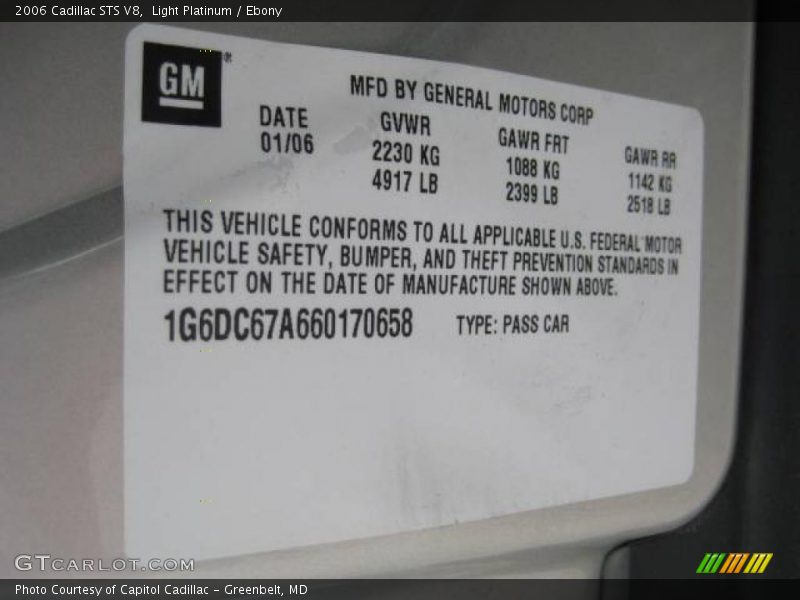 2006 Cadillac STS V8,  Light Platinum / Ebony
GM®
MFD BY GENERAL MOTORS CORP
DATE GVWR GAWR FRT GAWR RR
01/06 2230 KG 1088 KG 1142 KG
4917 LB 2399 LB 2518 LB
THIS VEHICLE CONFORMS TO ALL APPLICABLE U.S. FEDERAL MOTOR
VEHICLE SAFETY, BUMPER, AND THEFT PREVENTION STANDARDS IN
EFFECT ON THE DATE OF MANUFACTURE SHOWN ABOVE.
1G6DC67A660170658 TYPE: PASS CAR
GTCARLOT.COM
Photo Courtesy of Capitol Cadillac - Greenbelt, MD